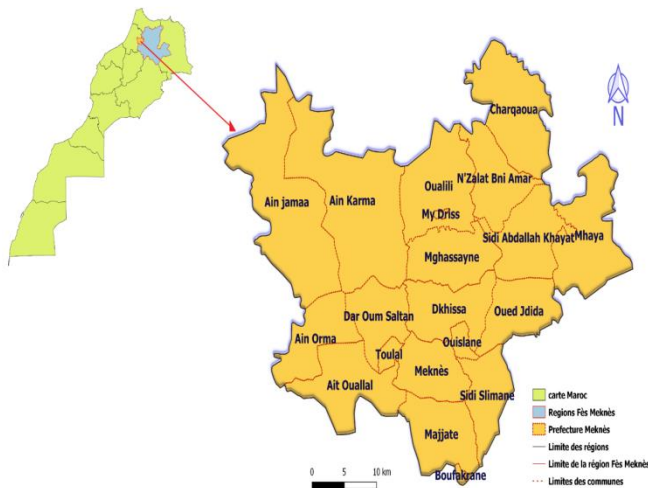 Charqaoua
N
N'Zalat Bni Amar
Oualili
Ain jamaa
Ain Karma
My Driss
Sidi Abdallah Khayat
Mhaya
Mghassayne
Dkhissa
Oued Jdida
Dar Oum Saltan
Ain Orma
Ouislane
Toulal
Meknès
Ait Ouallal
Sidi Slimane
Majjate
Boufakrane
0 5 10 km
carte Maroc
Regions Fès Meknès
Prefecture Meknès
Limite des régions
Limite de la région Fès Meknès
Limites des communes